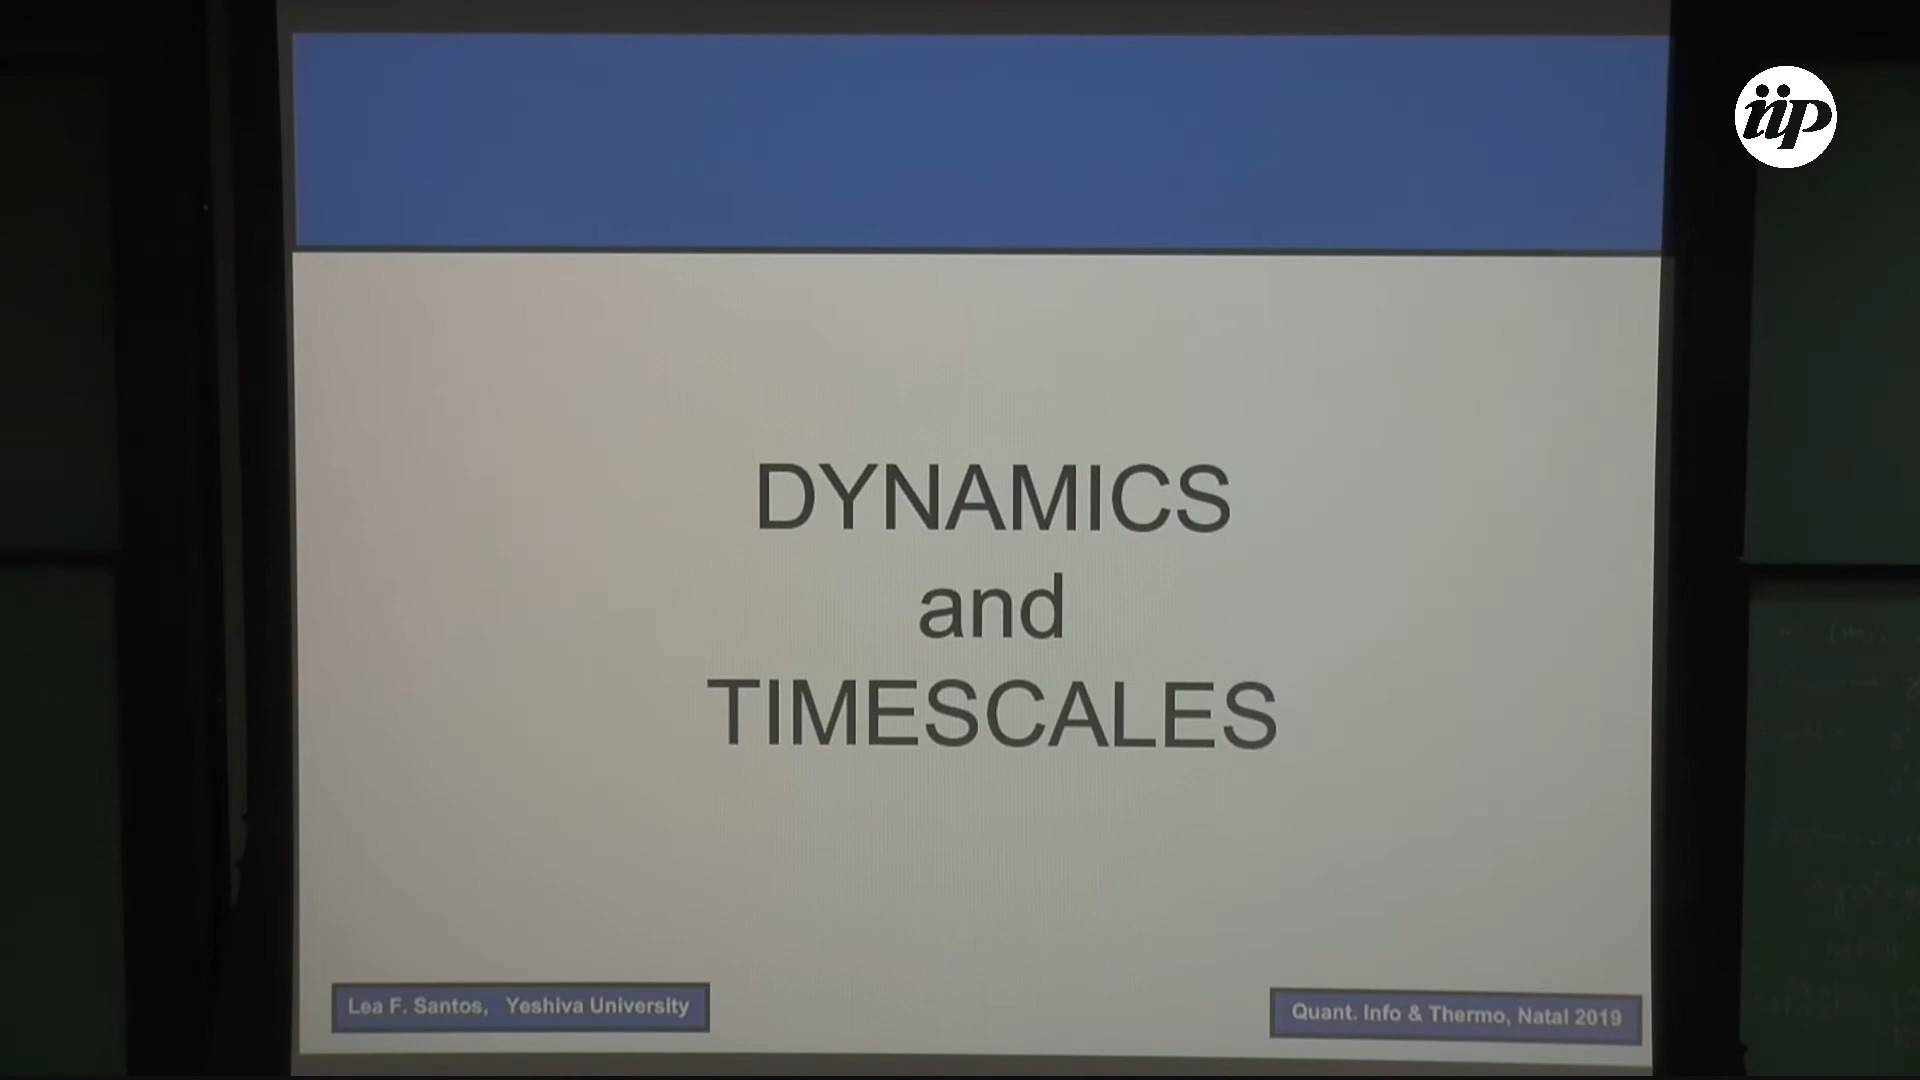 iip
DYNAMICS
and
TIMESCALES
Lea F. Santos, Yeshiva University
Quant. Info & Thermo, Natal 2019